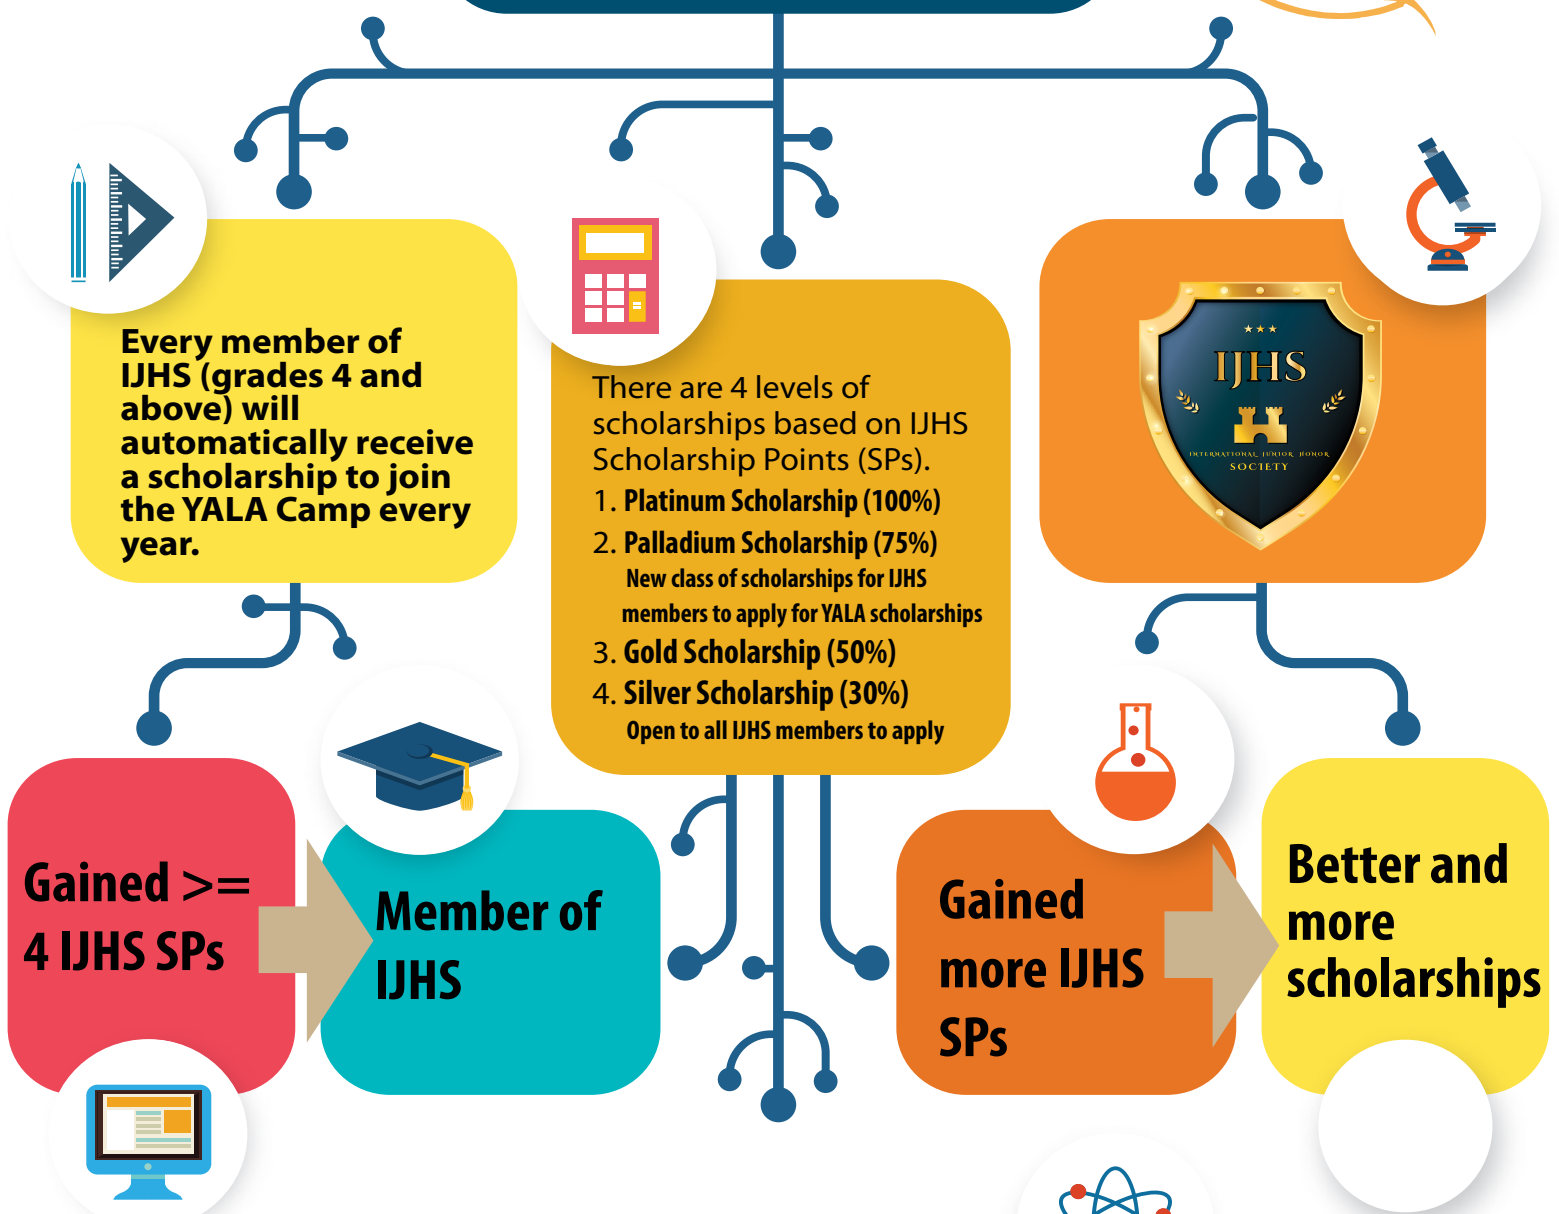 Every member of
IJHS (grades 4 and
above) will
automatically receive
a scholarship to join
the YALA Camp every
year.
There are 4 levels of
scholarships based on IJHS
Scholarship Points (SPs).
1. Platinum Scholarship (100%)
2. Palladium Scholarship (75%)
New class of scholarships for IJHS
members to apply for YALA scholarships
3. Gold Scholarship (50%)
4. Silver Scholarship (30%)
Open to all IJHS members to apply
IJHS
INTERNATIONAL JUNIOR HONOR
SOCIETY
Gained >=
4 IJHS SPs
Member of
IJHS
Gained
more IJHS
SPs
Better and
more
scholarships